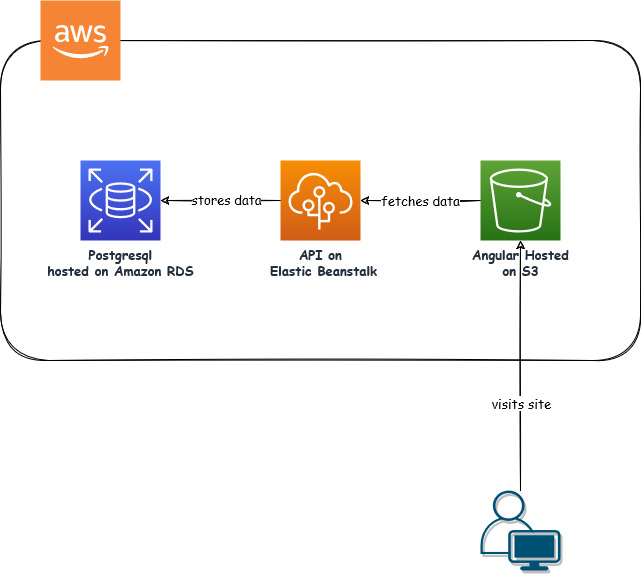 aws
stores data
fetches data
Postgresql
hosted on Amazon RDS
API on
Elastic Beanstalk
Angular Hosted
on S3
visits site